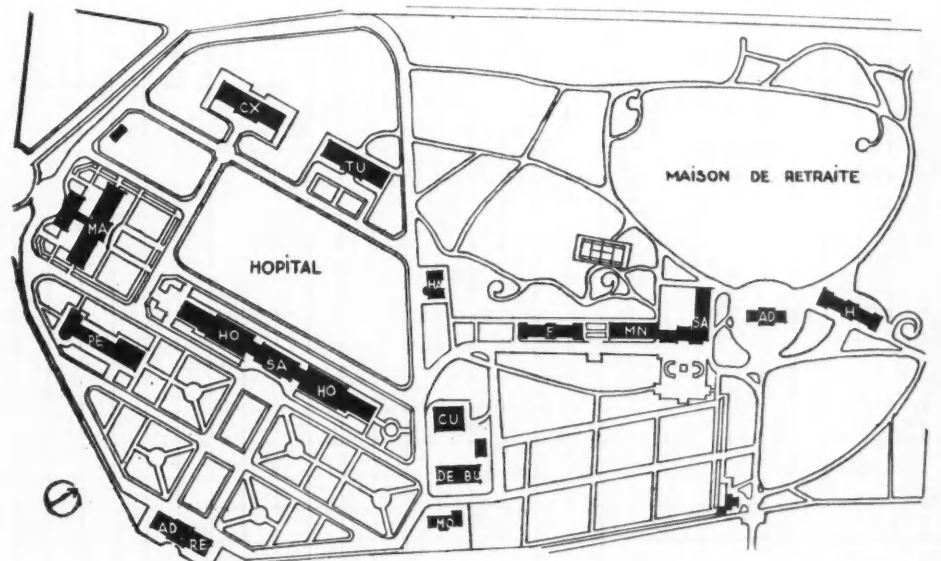 CX
TU
MAISON DE RETRAITE
MA
HOPITAL
HA
HO
SA
HO
PE
F
MN
SA
AD
H
CU
DE BU
MO
AD
RE